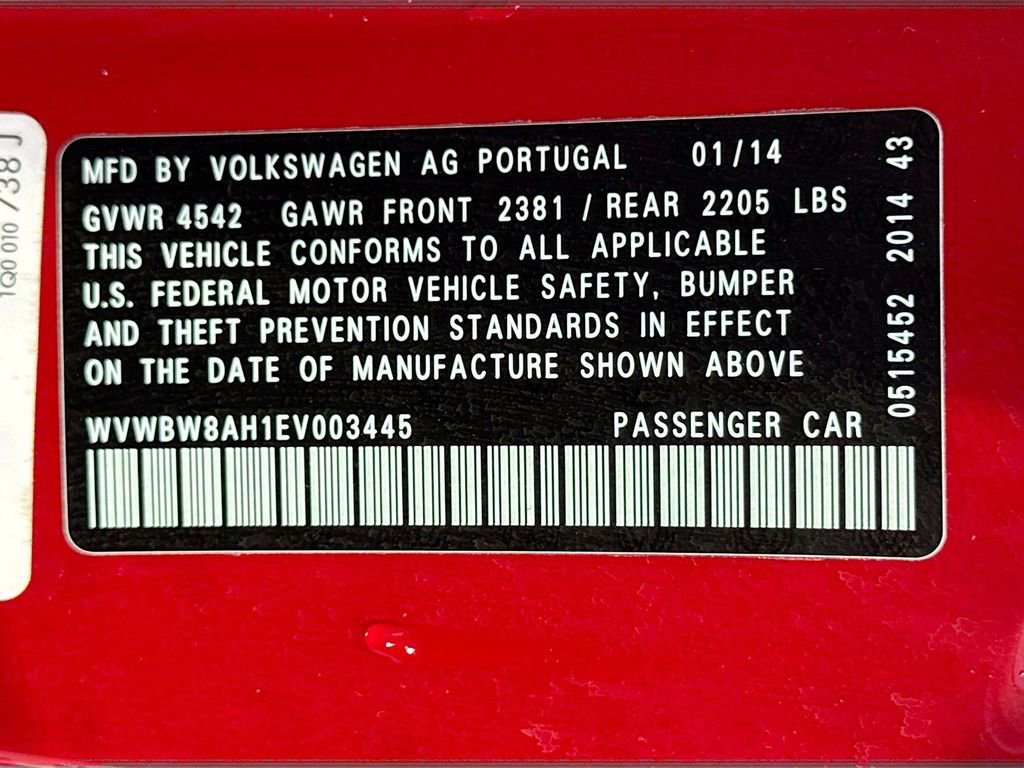 MFD BY VOLKSWAGEN AG PORTUGAL 01/14
GVWR 4542 GAWR FRONT 2381 / REAR 2205 LBS
THIS VEHICLE CONFORMS TO ALL APPLICABLE
U.S. FEDERAL MOTOR VEHICLE SAFETY, BUMPER
AND THEFT PREVENTION STANDARDS IN EFFECT
ON THE DATE OF MANUFACTURE SHOWN ABOVE
WVWBW8AH1EV003445 PASSENGER CAR
05154452 2014 43
1Q0 010 738 J